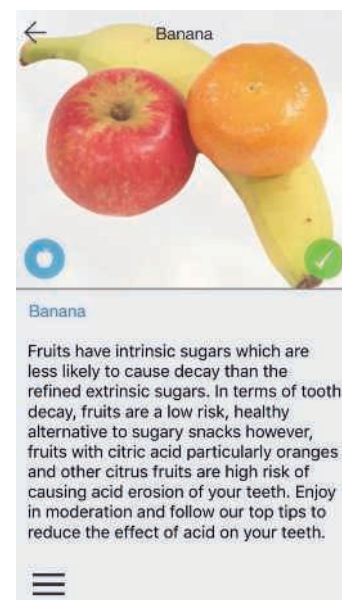 Banana
Banana
Fruits have intrinsic sugars which are
less likely to cause decay than the
refined extrinsic sugars. In terms of tooth
decay, fruits are a low risk, healthy
alternative to sugary snacks however,
fruits with citric acid particularly oranges
and other citrus fruits are high risk of
causing acid erosion of your teeth. Enjoy
in moderation and follow our top tips to
reduce the effect of acid on your teeth.